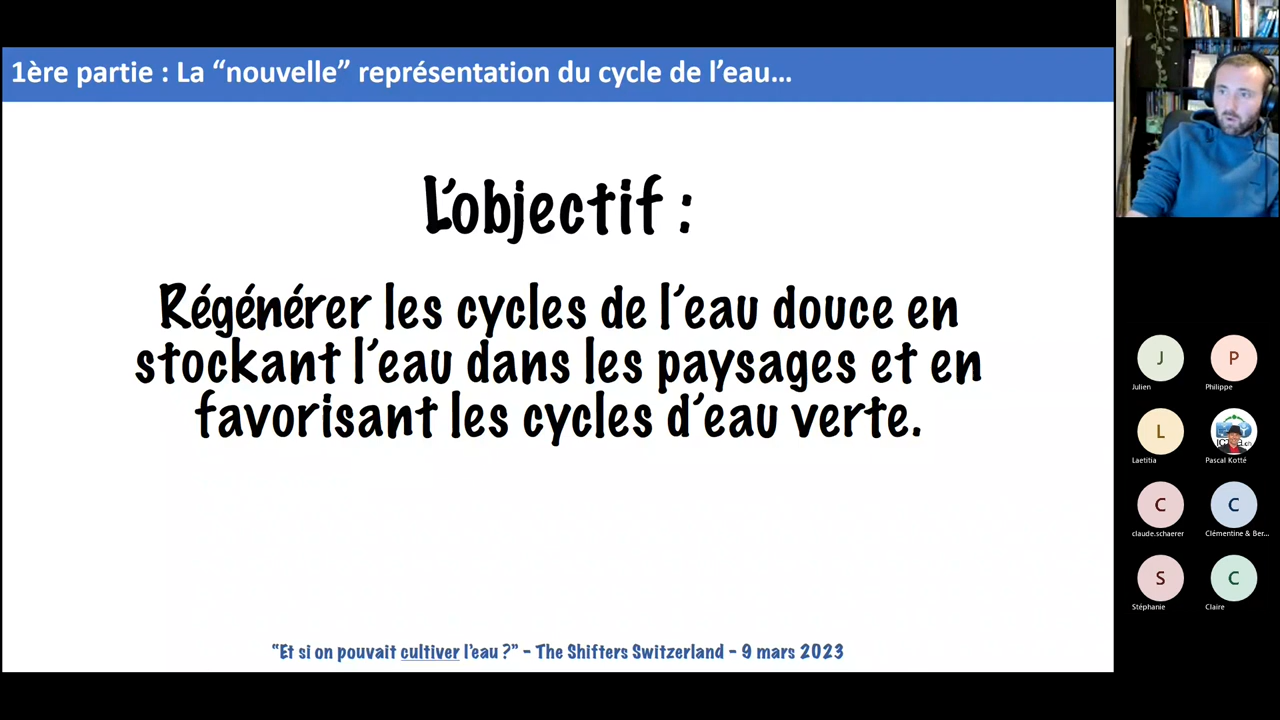 1ère partie : La “nouvelle” représentation du cycle de l’eau…
L’objectif :
Régénérer les cycles de l’eau douce en
stockant l’eau dans les paysages et en
favorisant les cycles d’eau verte.
“Et si on pouvait cultiver l’eau ?” – The Shifters Switzerland – 9 mars 2023
J
Julien
P
Philippe
L
Laetitia
Pascal Kotté
C
claude.schaerer
C
Clémentine & Ber...
S
Stéphanie
C
Claire